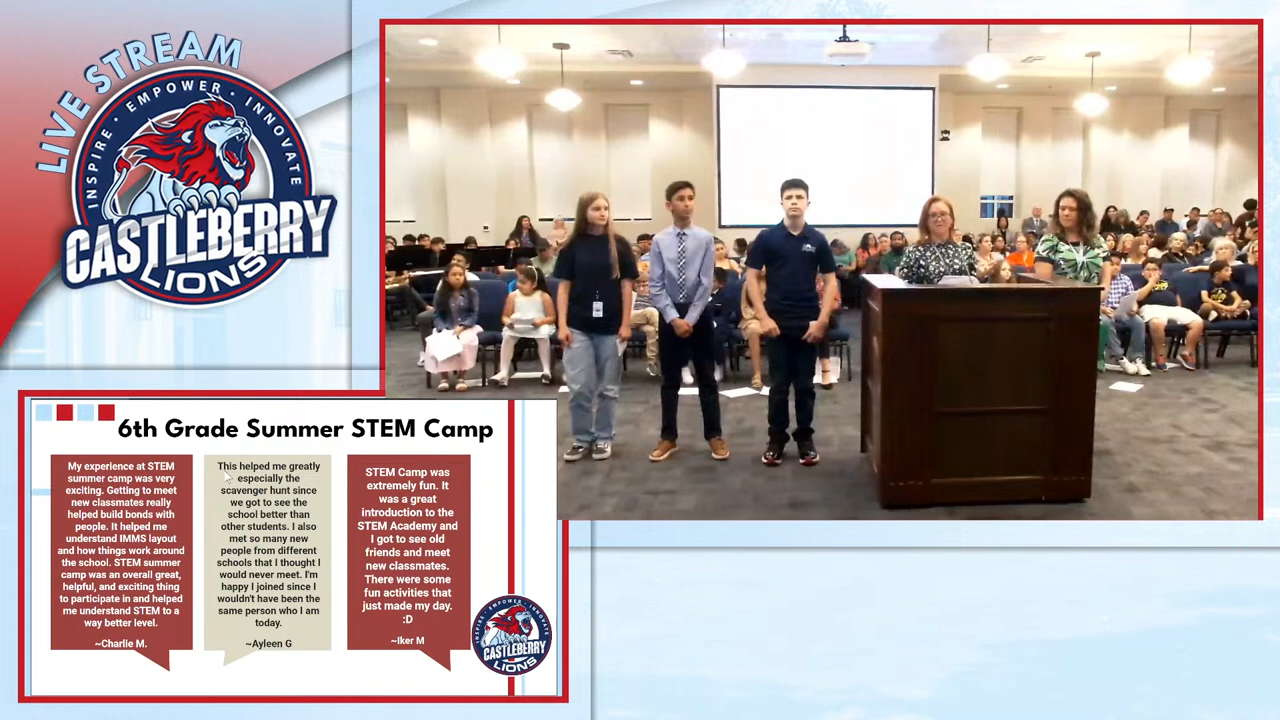 LIVE STREAM
INSPIRE · EMPOWER · INNOVATE
CASTLEBERRY
LIONS
6th Grade Summer STEM Camp
My experience at STEM
summer camp was very
exciting. Getting to meet
new classmates really
helped build bonds with
people. It helped me
understand IMMS layout
and how things work around
the school. STEM summer
camp was an overall great,
helpful, and exciting thing
to participate in and helped
me understand STEM to a
way better level.
~Charlie M.
This helped me greatly
especially the
scavenger hunt since
we got to see the
school better than
other students. I also
met so many new
people from different
schools that I thought I
would never meet. I'm
happy I joined since I
wouldn't have been the
same person who I am
today.
~Ayleen G
STEM Camp was
extremely fun. It
was a great
introduction to the
STEM Academy and
I got to see old
friends and meet
new classmates.
There were some
fun activities that
just made my day.
:D
~Iker M
INSPIRE · EMPOWER · INNOVATE
CASTLEBERRY
LIONS